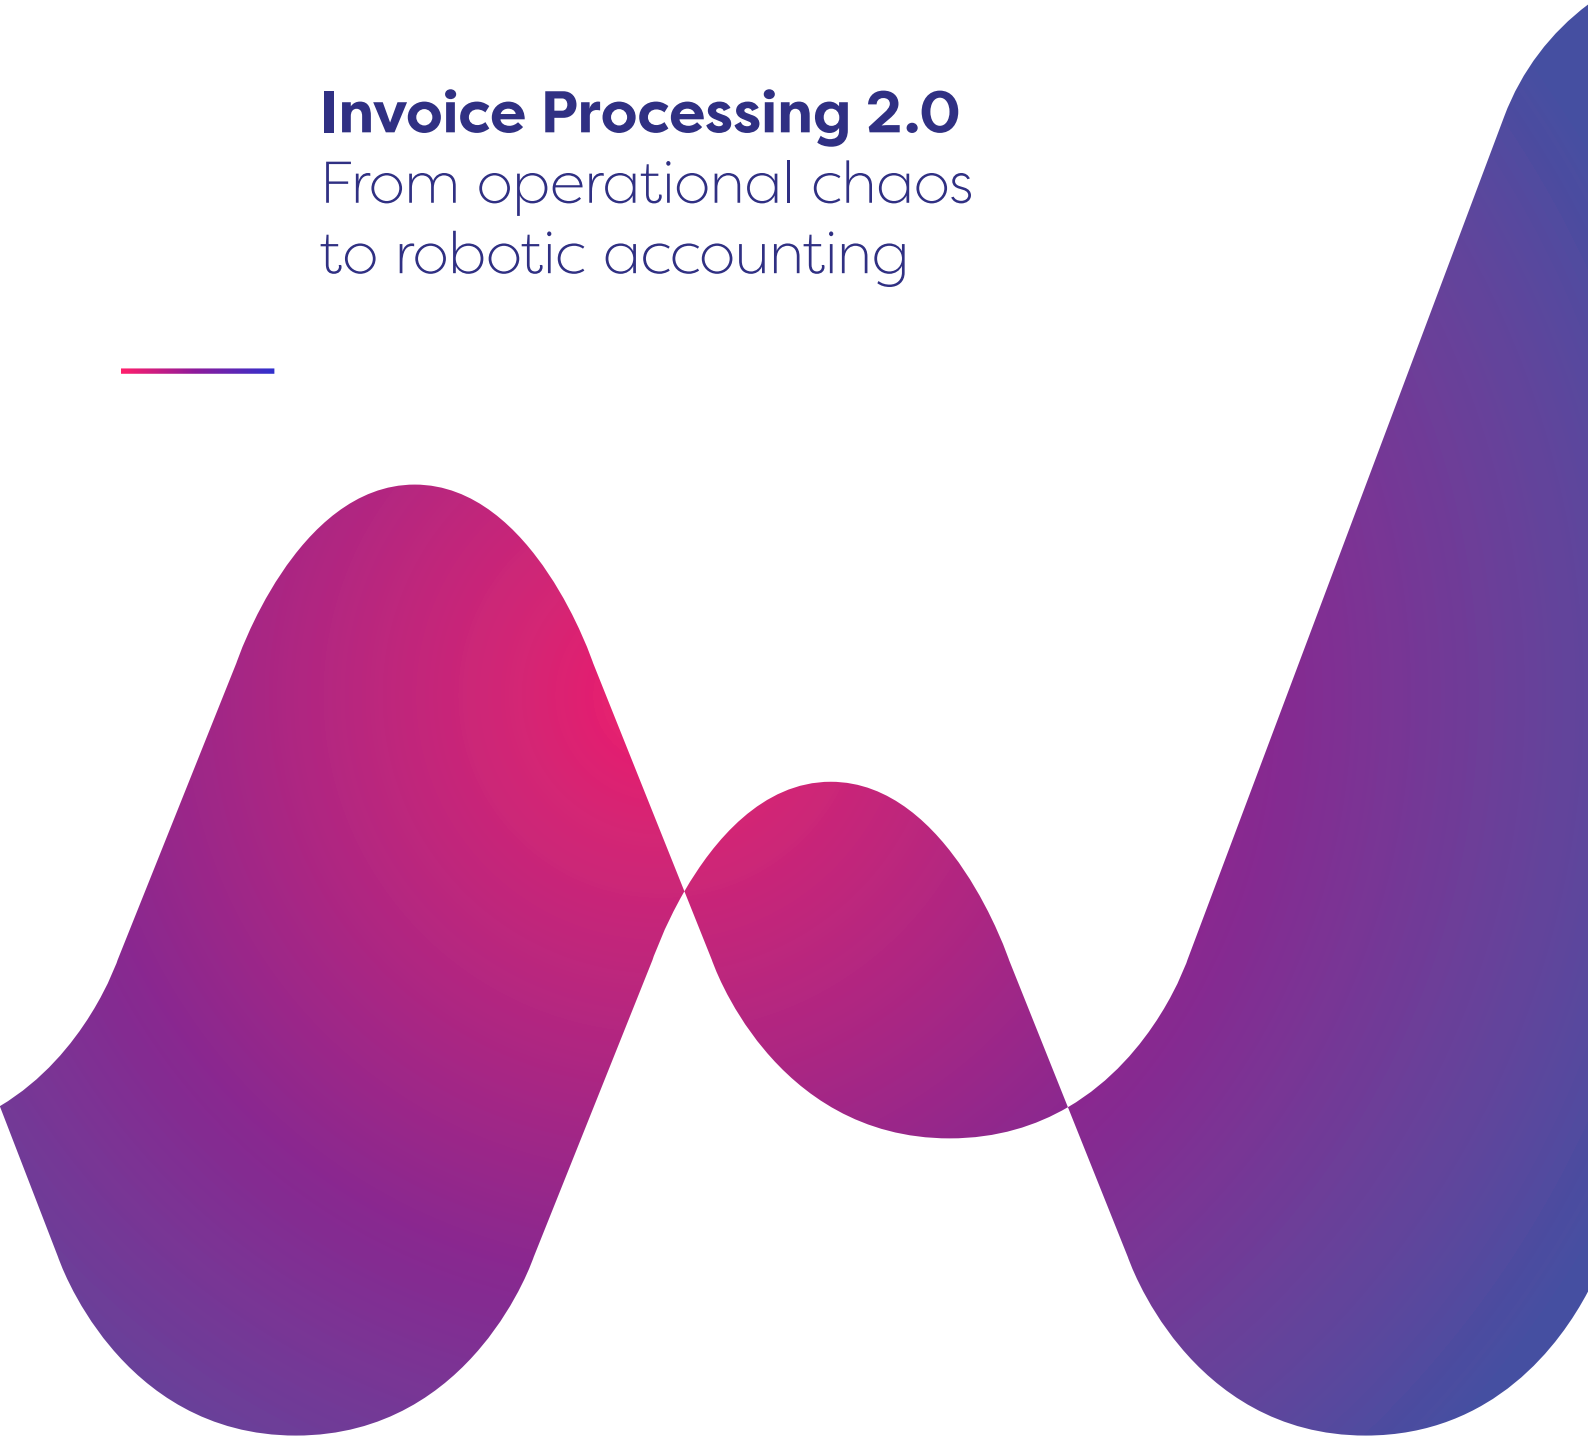 Invoice Processing 2.0
From operational chaos
to robotic accounting